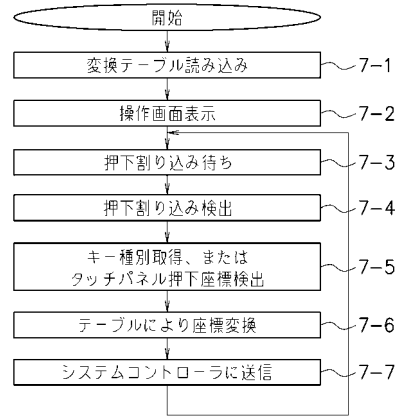 開始
変換テーブル読み込み 7-1
操作画面表示 7-2
押下割り込み待ち 7-3
押下割り込み検出 7-4
キー種別取得、または
タッチパネル押下座標検出 7-5
テーブルにより座標変換 7-6
システムコントローラに送信 7-7